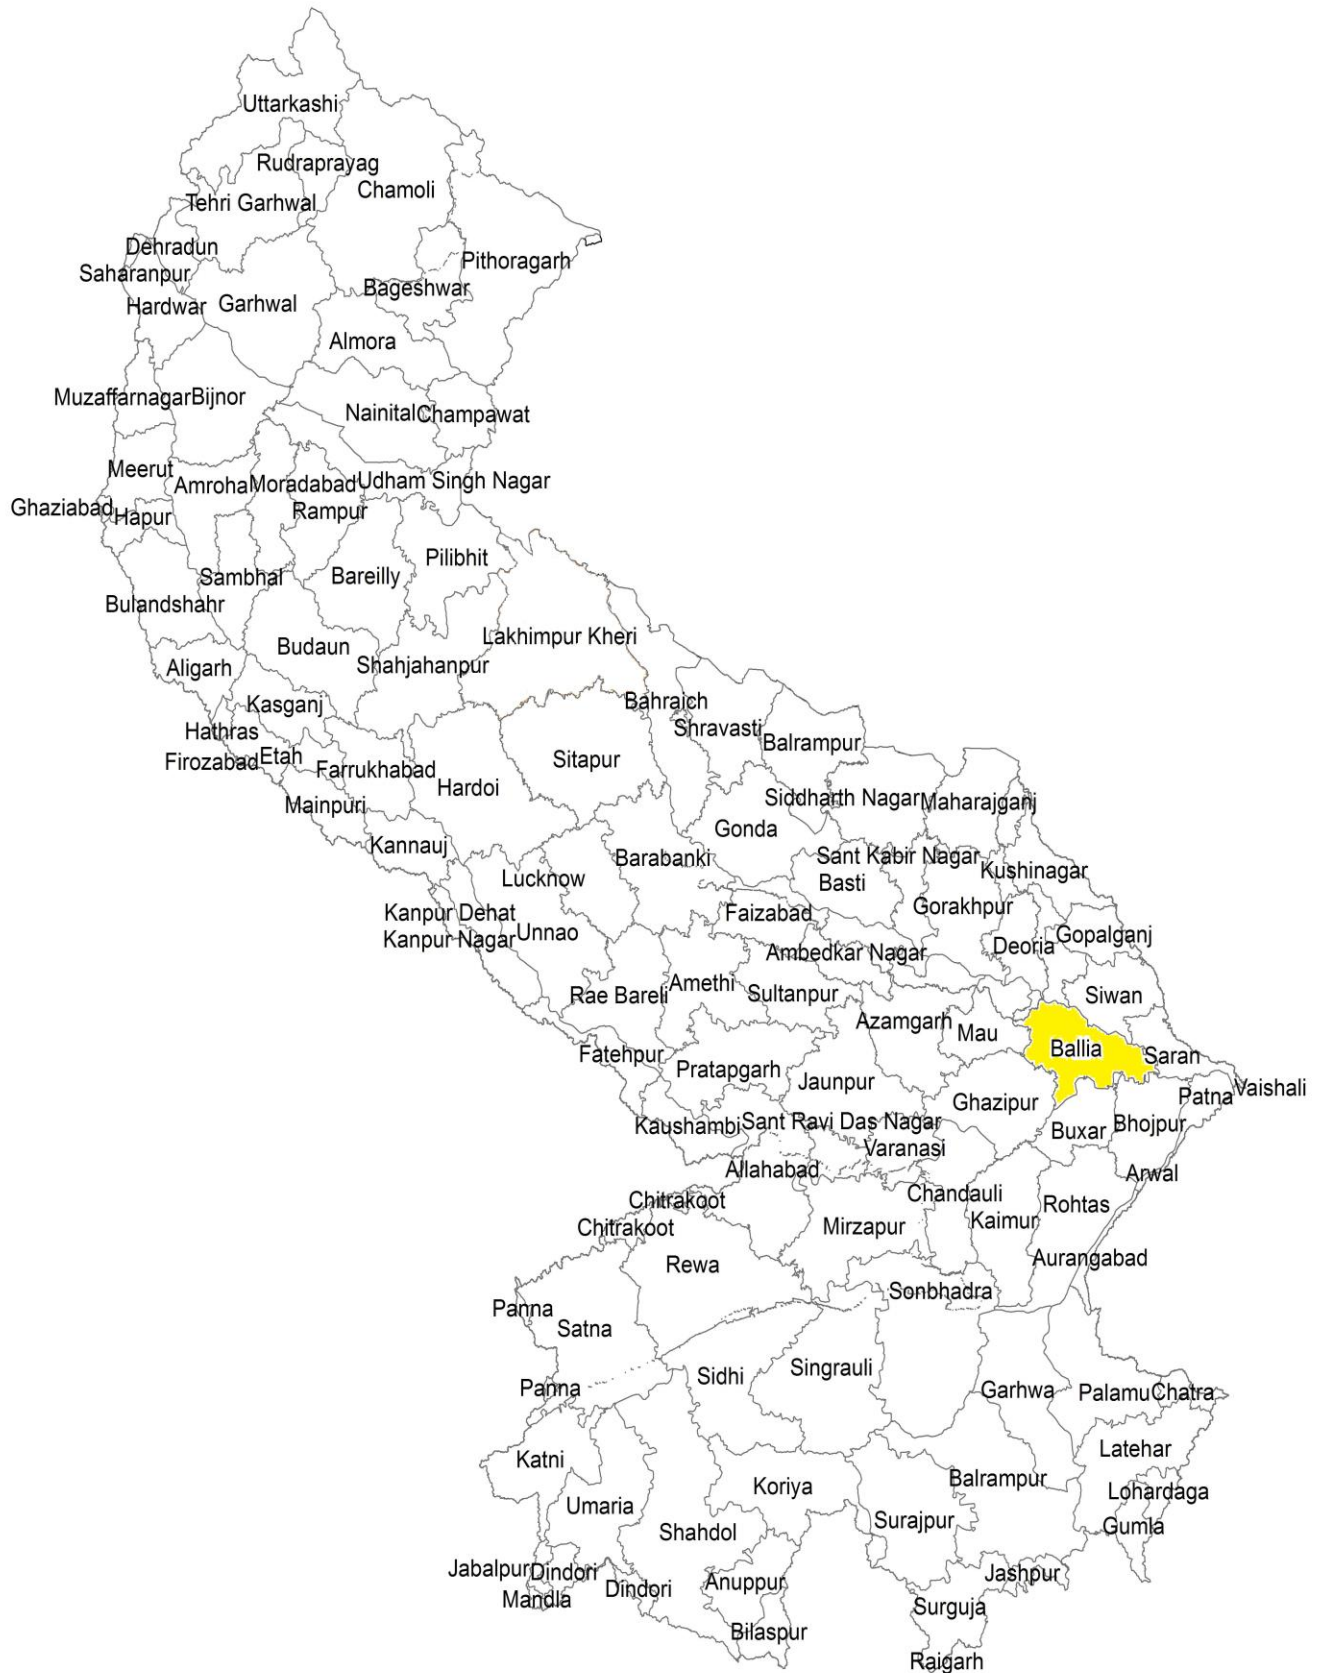 Uttarkashi
Rudraprayag
Chamoli
Tehri Garhwal
Dehradun
Pithoragarh
Saharanpur
Bageshwar
Hardwar
Garhwal
Almora
Muzaffarnagar
Bijnor
Nainital
Champawat
Meerut
Amroha
Moradabad
Udham Singh Nagar
Ghaziabad
Hapur
Rampur
Pilibhit
Sambhal
Bareilly
Bulandshahr
Lakhimpur Kheri
Budaun
Aligarh
Shahjahanpur
Kasganj
Bahraich
Hathras
Shravasti
Balrampur
Firozabad
Etah
Farrukhabad
Sitapur
Hardoi
Mainpuri
Siddharth Nagar
Maharajganj
Gonda
Kannauj
Barabanki
Sant Kabir Nagar
Kushinagar
Lucknow
Basti
Kanpur Dehat
Faizabad
Gorakhpur
Kanpur Nagar
Unnao
Deoria
Gopalganj
Ambedkar Nagar
Amethi
Rae Bareli
Sultanpur
Siwan
Azamgarh
Mau
Fatehpur
Ballia
Saran
Pratapgarh
Jaunpur
Vaishali
Patna
Ghazipur
Kaushambi
Sant Ravi Das Nagar
Buxar
Bhojpur
Varanasi
Allahabad
Arwal
Chitrakoot
Chandauli
Rohtas
Chitrakoot
Mirzapur
Kaimur
Rewa
Aurangabad
Sonbhadra
Panna
Satna
Sidhi
Singrauli
Panna
Garhwa
Palamu
Chatra
Katni
Latehar
Koriya
Balrampur
Umaria
Lohardaga
Shahdol
Surajpur
Gumla
Jabalpur
Dindori
Dindori
Anuppur
Jashpur
Mandla
Surguja
Bilaspur
Raigarh